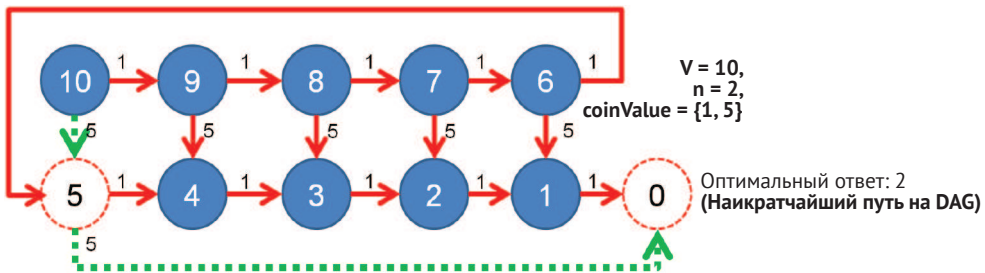 1 1 1 1 1
10 9 8 7 6
V = 10,
n = 2,
coinValue = {1, 5}
5 5 5 5 5
1 1 1 1 1
5 4 3 2 1 0
Оптимальный ответ: 2
(Наикратчайший путь на DAG)
5